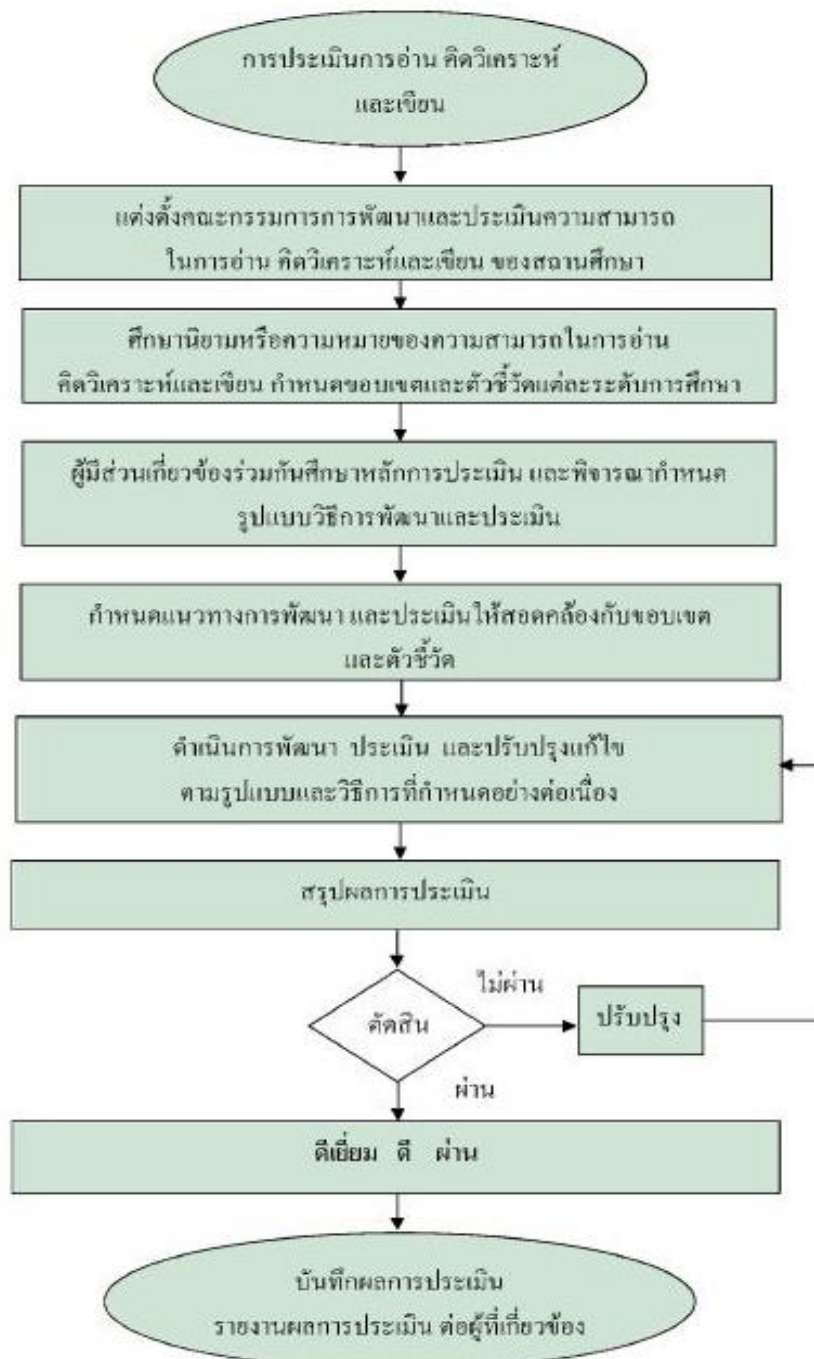 การประเมินการอ่าน คิดวิเคราะห์
และเขียน
แต่งตั้งคณะกรรมการการพัฒนาและประเมินความสามารถ
ในการอ่าน คิดวิเคราะห์และเขียน ของสถานศึกษา
ศึกษานิยามหรือความหมายของความสามารถในการอ่าน
คิดวิเคราะห์และเขียน กำหนดขอบเขตและตัวชี้วัดแต่ละระดับการศึกษา
ผู้มีส่วนเกี่ยวข้องร่วมกันศึกษาหลักการประเมิน และพิจารณากำหนด
รูปแบบวิธีการพัฒนาและประเมิน
กำหนดแนวทางการพัฒนา และประเมินให้สอดคล้องกับขอบเขต
และตัวชี้วัด
ดำเนินการพัฒนา ประเมิน และปรับปรุงแก้ไข
ตามรูปแบบและวิธีการที่กำหนดอย่างต่อเนื่อง
สรุปผลการประเมิน
ไม่ผ่าน
ตัดสิน
ปรับปรุง
ผ่าน
ดีเยี่ยม ดี ผ่าน
บันทึกผลการประเมิน
รายงานผลการประเมิน ต่อผู้ที่เกี่ยวข้อง